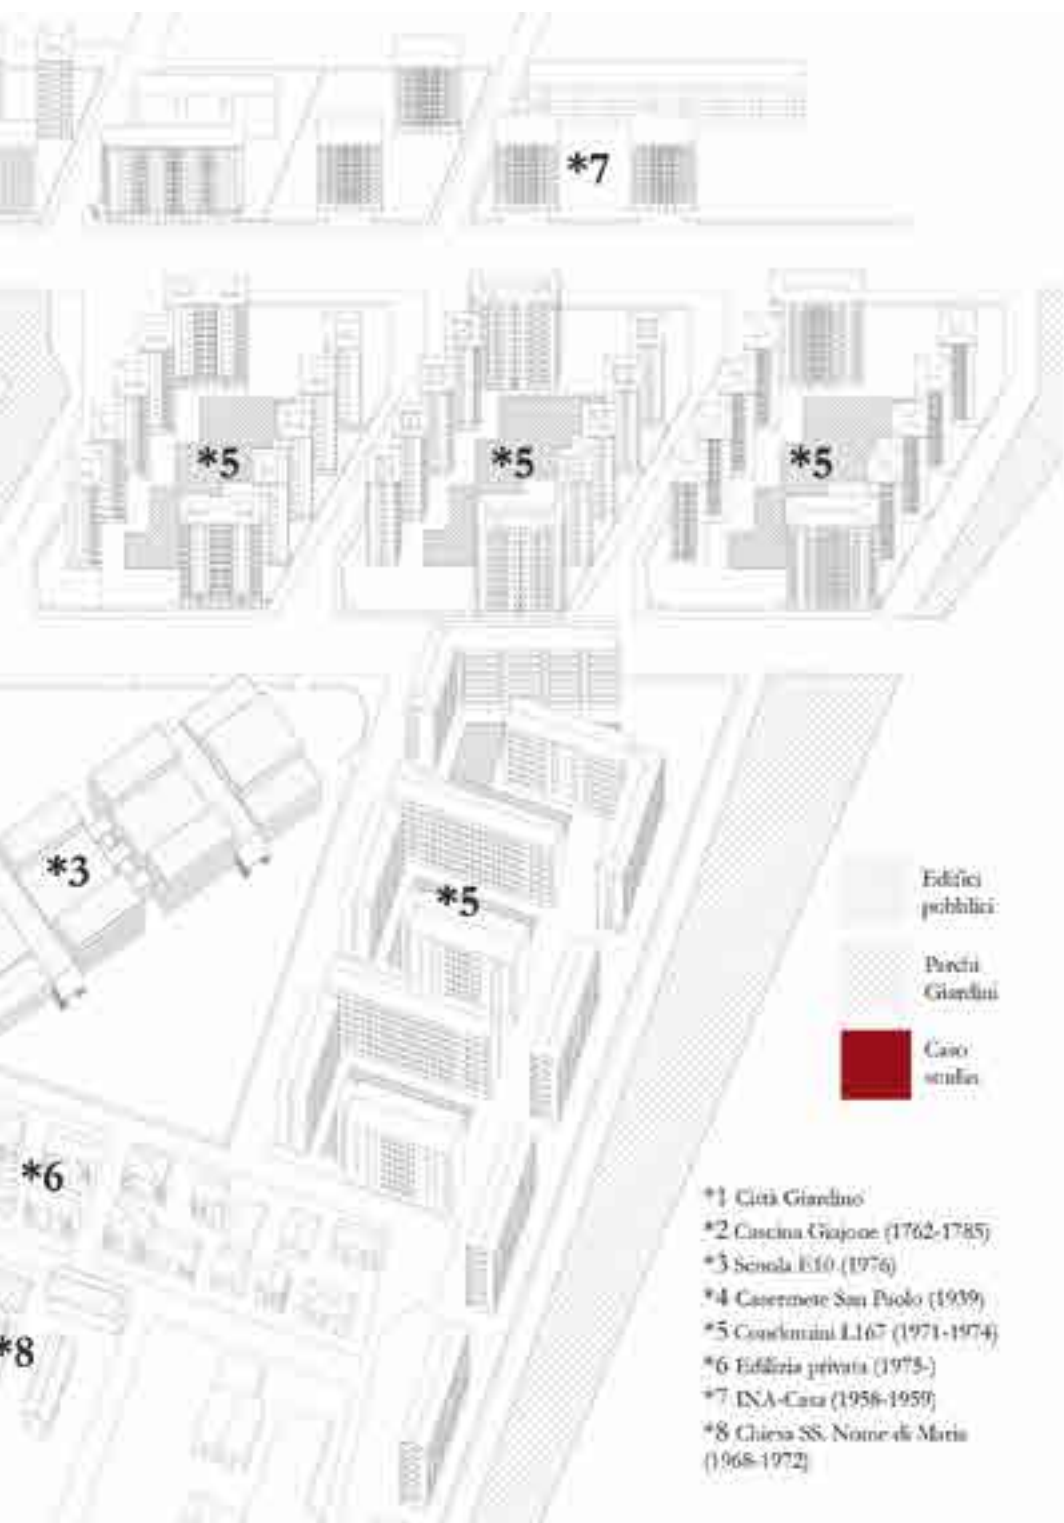 *7
*5
*5
*5
*3
*5
Edifici
pubblici
Parchi
Giardini
Caso
studio
*6
*8
*1 Città Giardino
*2 Cascina Giajone (1762-1785)
*3 Scuola E10 (1976)
*4 Casermete San Paolo (1939)
*5 Condomini L167 (1971-1974)
*6 Edilizia privata (1975-)
*7 INA-Casa (1958-1959)
*8 Chiesa SS. Nome di Maria
(1968-1972)